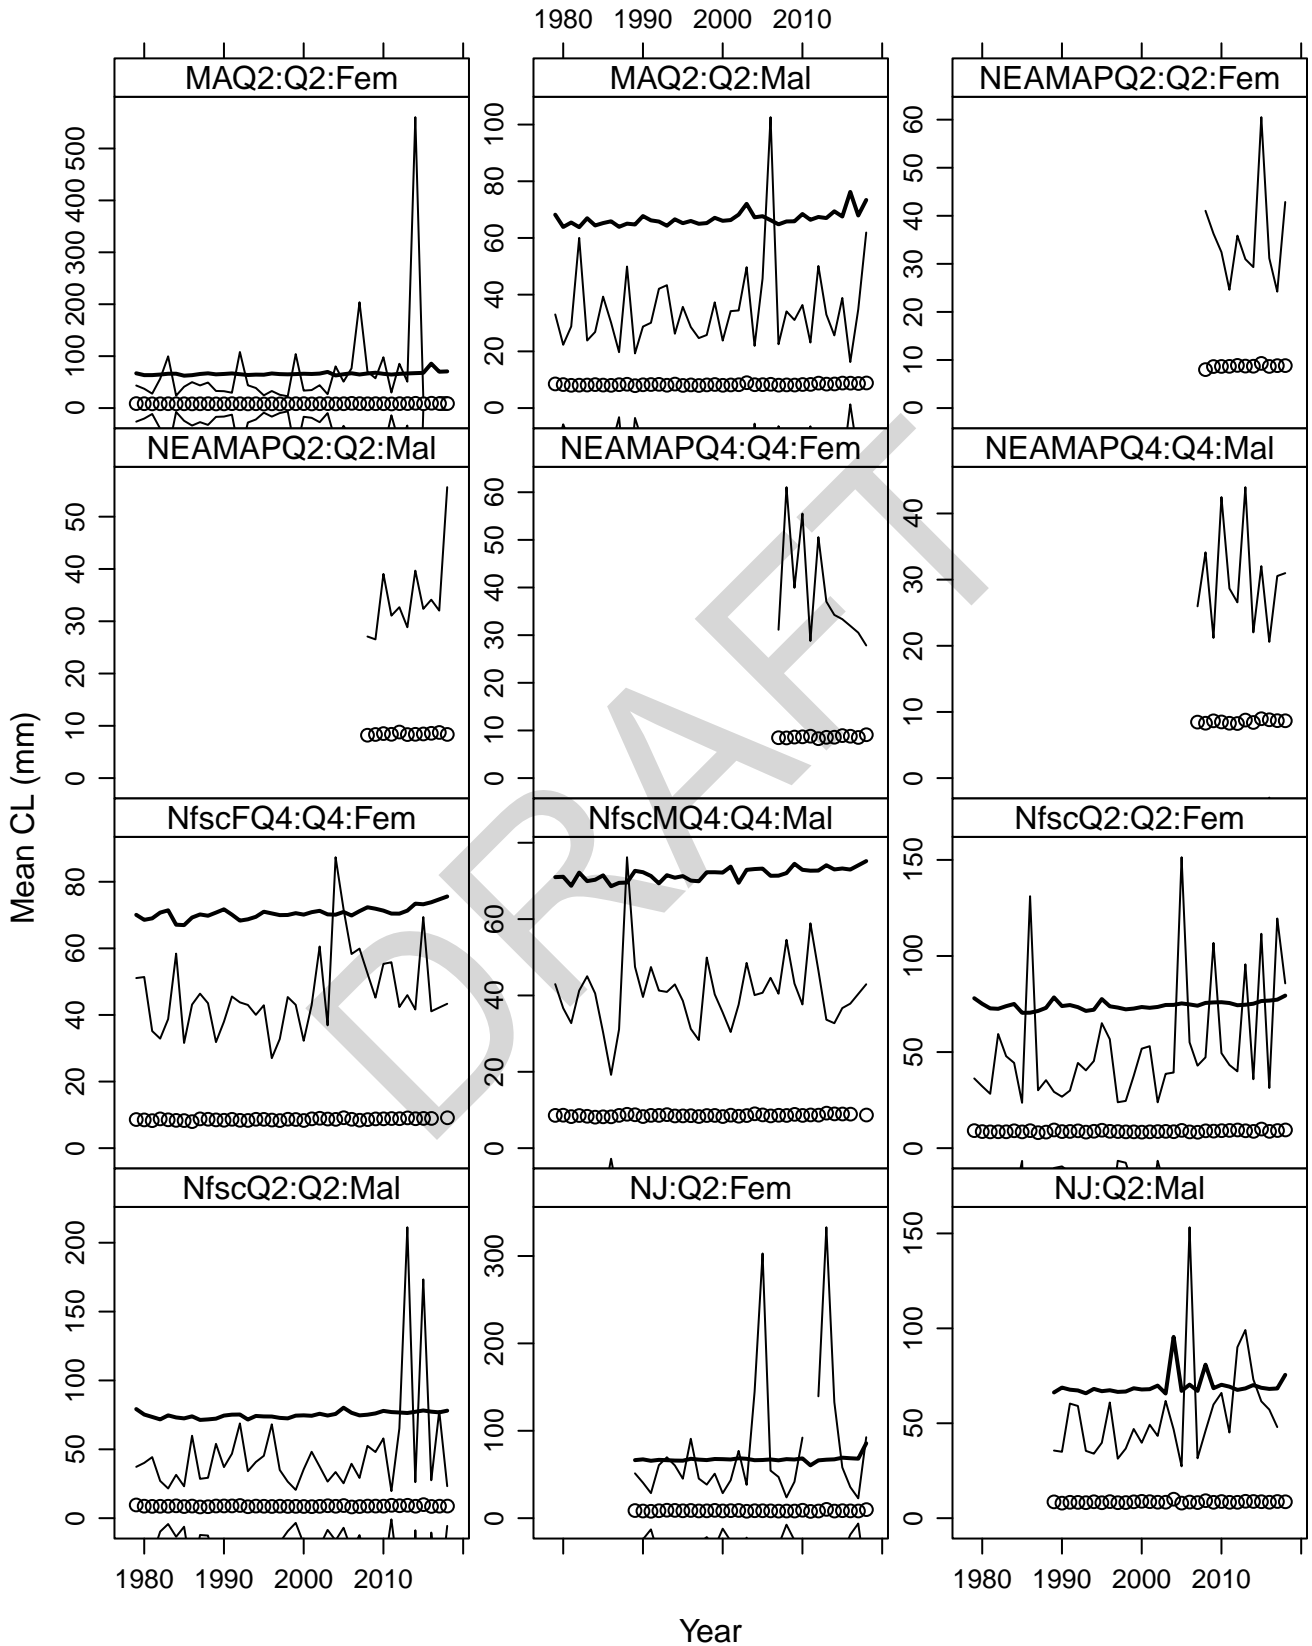 1980 1990 2000 2010
MAQ2:Q2:Fem
MAQ2:Q2:Mal
NEAMAPQ2:Q2:Fem
0 100 200 300 400 500
0 20 40 60 80 100
0 10 20 30 40 50 60
NEAMAPQ2:Q2:Mal
NEAMAPQ4:Q4:Fem
NEAMAPQ4:Q4:Mal
0 10 20 30 40 50
0 10 20 30 40 50 60
0 10 20 30 40
NfscFQ4:Q4:Fem
NfscMQ4:Q4:Mal
NfscQ2:Q2:Fem
0 20 40 60 80
0 20 40 60
0 50 100 150
NfscQ2:Q2:Mal
NJ:Q2:Fem
NJ:Q2:Mal
0 50 100 150 200
0 100 200 300
0 50 100 150
1980 1990 2000 2010
1980 1990 2000 2010
Mean CL (mm)
Year
DRAFT